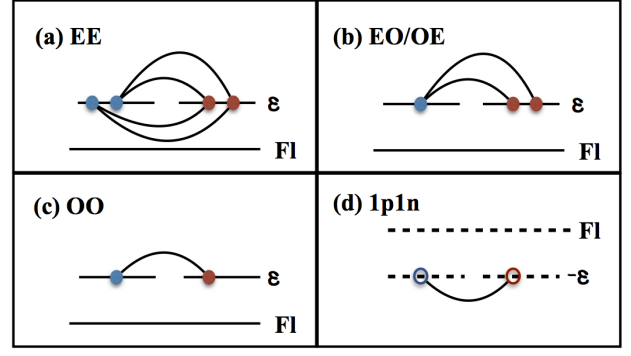 (a) EE
ε
Fl
(b) EO/OE
ε
Fl
(c) OO
ε
Fl
(d) 1p1n
Fl
-ε